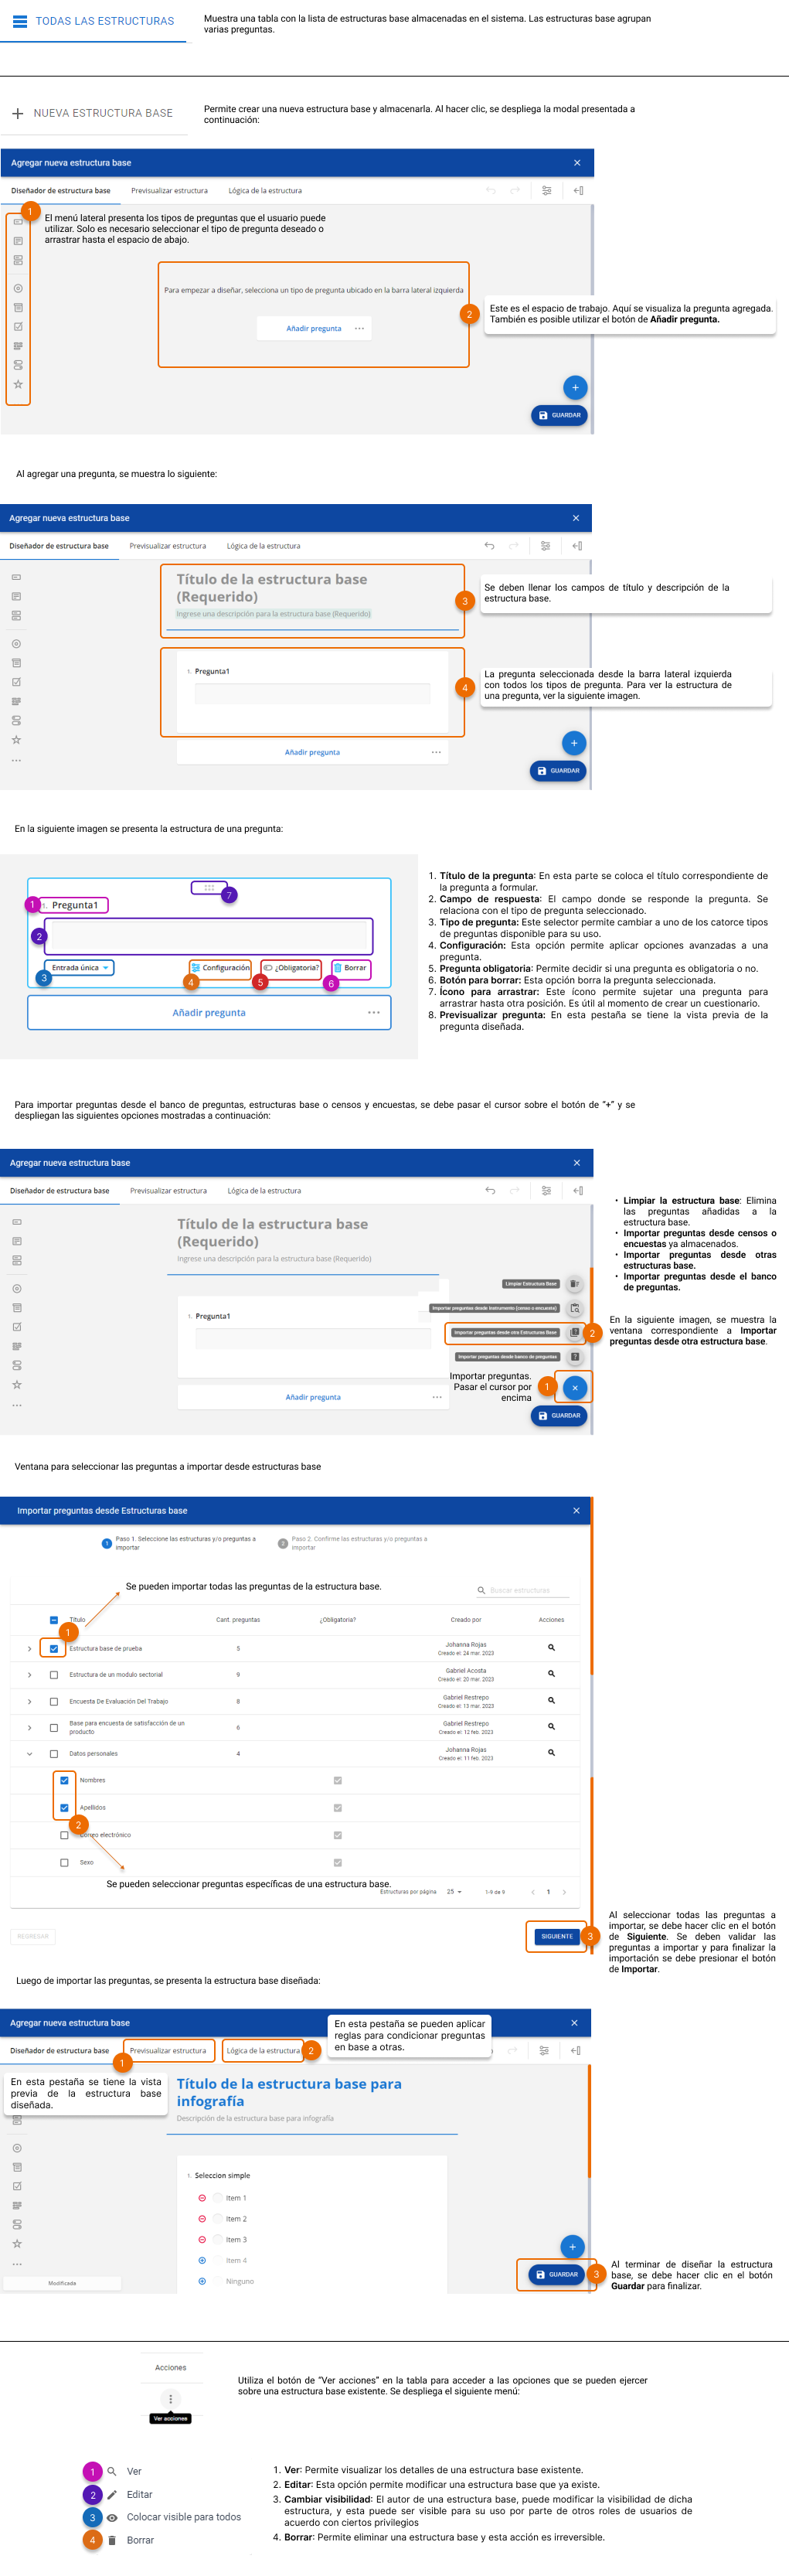 TODAS LAS ESTRUCTURAS
Muestra una tabla con la lista de estructuras base almacenadas en el sistema. Las estructuras base agrupan
varias preguntas.
NUEVA ESTRUCTURA BASE
Permite crear una nueva estructura base y almacenarla. Al hacer clic, se despliega la modal presentada a
continuación:
Agregar nueva estructura base
Diseñador de estructura base
Previsualizar estructura
Lógica de la estructura
1
El menú lateral presenta los tipos de preguntas que el usuario puede
utilizar. Solo es necesario seleccionar el tipo de pregunta deseado o
arrastrar hasta el espacio de abajo.
Para empezar a diseñar, selecciona un tipo de pregunta ubicado en la barra lateral izquierda
Añadir pregunta
2
Este es el espacio de trabajo. Aquí se visualiza la pregunta agregada.
También es posible utilizar el botón de Añadir pregunta.
GUARDAR
Al agregar una pregunta, se muestra lo siguiente:
Agregar nueva estructura base
Diseñador de estructura base
Previsualizar estructura
Lógica de la estructura
Título de la estructura base
(Requerido)
Ingrese una descripción para la estructura base (Requerido)
3
Se deben llenar los campos de título y descripción de la
estructura base.
1. Pregunta1
4
La pregunta seleccionada desde la barra lateral izquierda
con todos los tipos de pregunta. Para ver la estructura de
una pregunta, ver la siguiente imagen.
Añadir pregunta
GUARDAR
En la siguiente imagen se presenta la estructura de una pregunta:
7
1
1. Pregunta1
2
Entrada única
Configuración
¿Obligatoria?
Borrar
3
4
5
6
Añadir pregunta
1. Título de la pregunta: En esta parte se coloca el título correspondiente de
la pregunta a formular.
2. Campo de respuesta: El campo donde se responde la pregunta. Se
relaciona con el tipo de pregunta seleccionado.
3. Tipo de pregunta: Este selector permite cambiar a uno de los catorce tipos
de preguntas disponible para su uso.
4. Configuración: Esta opción permite aplicar opciones avanzadas a una
pregunta.
5. Pregunta obligatoria: Permite decidir si una pregunta es obligatoria o no.
6. Botón para borrar: Esta opción borra la pregunta seleccionada.
7. Ícono para arrastrar: Este ícono permite sujetar una pregunta para
arrastrar hasta otra posición. Es útil al momento de crear un cuestionario.
8. Previsualizar pregunta: En esta pestaña se tiene la vista previa de la
pregunta diseñada.
Para importar preguntas desde el banco de preguntas, estructuras base o censos y encuestas, se debe pasar el cursor sobre el botón de "+" y se
despliegan las siguientes opciones mostradas a continuación:
Agregar nueva estructura base
Diseñador de estructura base
Previsualizar estructura
Lógica de la estructura
Título de la estructura base
(Requerido)
Ingrese una descripción para la estructura base (Requerido)
Limpiar Estructura Base
Importar preguntas desde instrumento (censo o encuesta)
1. Pregunta1
Importar preguntas desde otra Estructuras Base
2
Importar preguntas desde banco de preguntas
Importar preguntas.
Pasar el cursor por
encima
1
Añadir pregunta
GUARDAR
• Limpiar la estructura base: Elimina
las preguntas añadidas a la
estructura base.
• Importar preguntas desde censos o
encuestas ya almacenados.
• Importar preguntas desde otras
estructuras base.
• Importar preguntas desde el banco
de preguntas.
En la siguiente imagen, se muestra la
ventana correspondiente a Importar
preguntas desde otra estructura base.
Ventana para seleccionar las preguntas a importar desde estructuras base
Importar preguntas desde Estructuras base
1 Paso 1. Seleccione las estructuras y/o preguntas a
importar
2 Paso 2. Confirme las estructuras y/o preguntas a
importar
Se pueden importar todas las preguntas de la estructura base.
Buscar estructuras
Título
Cant. preguntas
¿Obligatoria?
Creado por
Acciones
1
Estructura base de prueba
5
Johanna Rojas
Creado el: 24 mar. 2023
Estructura de un modulo sectorial
9
Gabriel Acosta
Creado el: 20 mar. 2023
Encuesta De Evaluación Del Trabajo
8
Gabriel Restrepo
Creado el: 13 mar. 2023
Base para encuesta de satisfacción de un
producto
6
Gabriel Restrepo
Creado el: 12 feb. 2023
Datos personales
4
Johanna Rojas
Creado el: 11 feb. 2023
Nombres
Apellidos
2
Correo electrónico
Sexo
Se pueden seleccionar preguntas específicas de una estructura base.
Estructuras por página
25
1-9 de 9
1
REGRESAR
SIGUIENTE
3
Al seleccionar todas las preguntas a
importar, se debe hacer clic en el botón
de Siguiente. Se deben validar las
preguntas a importar y para finalizar la
importación se debe presionar el botón
de Importar.
Luego de importar las preguntas, se presenta la estructura base diseñada:
Agregar nueva estructura base
Diseñador de estructura base
Previsualizar estructura
Lógica de la estructura
1
2
En esta pestaña se pueden aplicar
reglas para condicionar preguntas
en base a otras.
En esta pestaña se tiene la vista
previa de la estructura base
diseñada.
Título de la estructura base para
infografía
Descripción de la estructura base para infografía
1. Seleccion simple
Item 1
Item 2
Item 3
Item 4
Ninguno
Modificada
GUARDAR
3
Al terminar de diseñar la estructura
base, se debe hacer clic en el botón
Guardar para finalizar.
Acciones
Ver acciones
Utiliza el botón de "Ver acciones" en la tabla para acceder a las opciones que se pueden ejercer
sobre una estructura base existente. Se despliega el siguiente menú:
1 Ver
2 Editar
3 Colocar visible para todos
4 Borrar
1. Ver: Permite visualizar los detalles de una estructura base existente.
2. Editar: Esta opción permite modificar una estructura base que ya existe.
3. Cambiar visibilidad: El autor de una estructura base, puede modificar la visibilidad de dicha
estructura, y esta puede ser visible para su uso por parte de otros roles de usuarios de
acuerdo con ciertos privilegios
4. Borrar: Permite eliminar una estructura base y esta acción es irreversible.